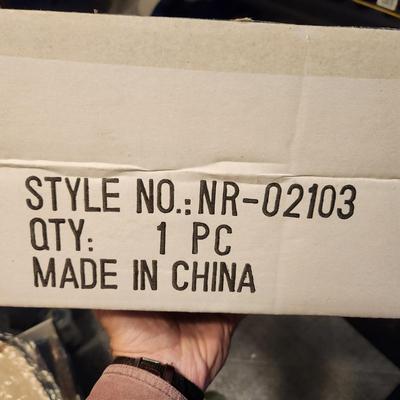 STYLE NO.: NR-02103
QTY: 1 PC
MADE IN CHINA